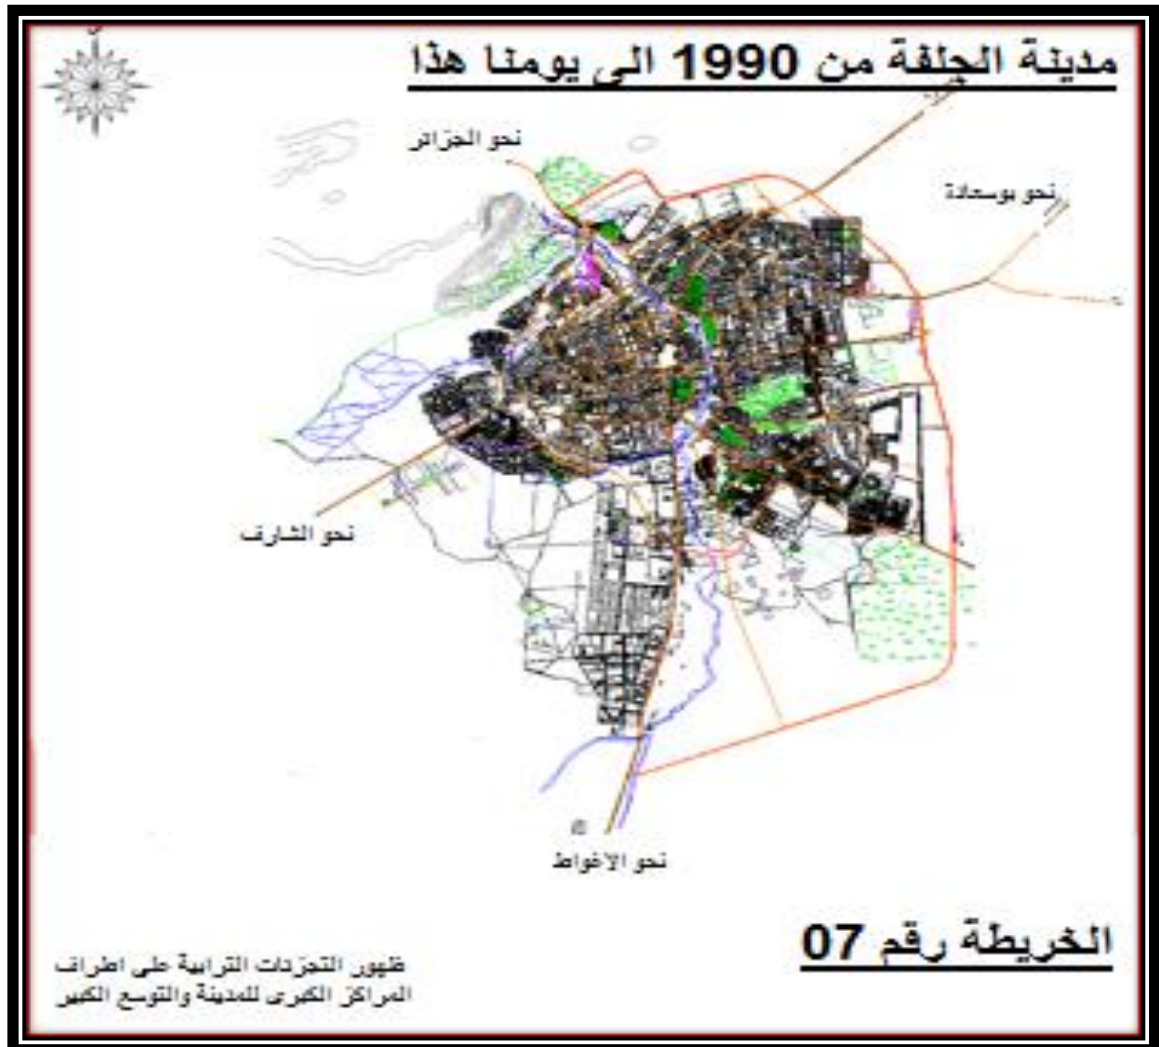 مدينة الجلفة من 1990 الى يومنا هذا
نحو الجزائر
نحو بوسعادة
نحو الشارف
نحو الاغواط
الخريطة رقم 07
ظهور التجزئات الترابية على اطراف
المراكز الكبرى للمدينة والتوسع الكبير